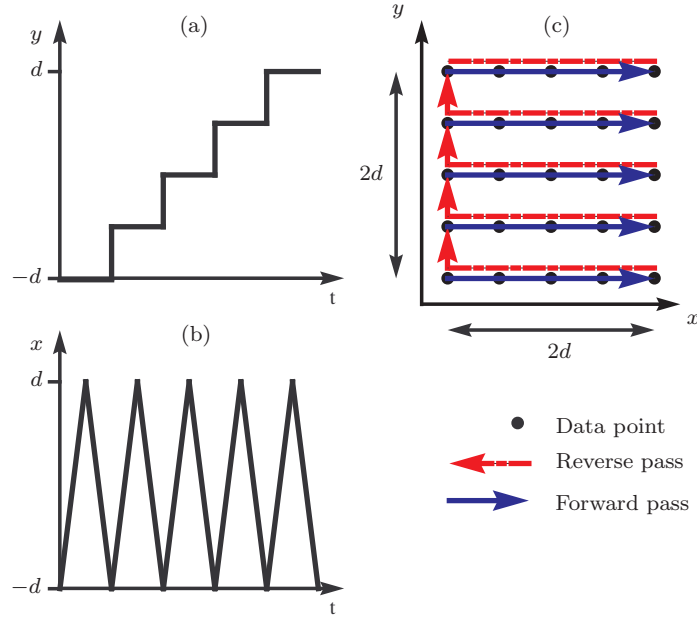 (a)
y
d
−d
t
(b)
x
d
−d
t
(c)
y
2d
x
2d
Data point
Reverse pass
Forward pass